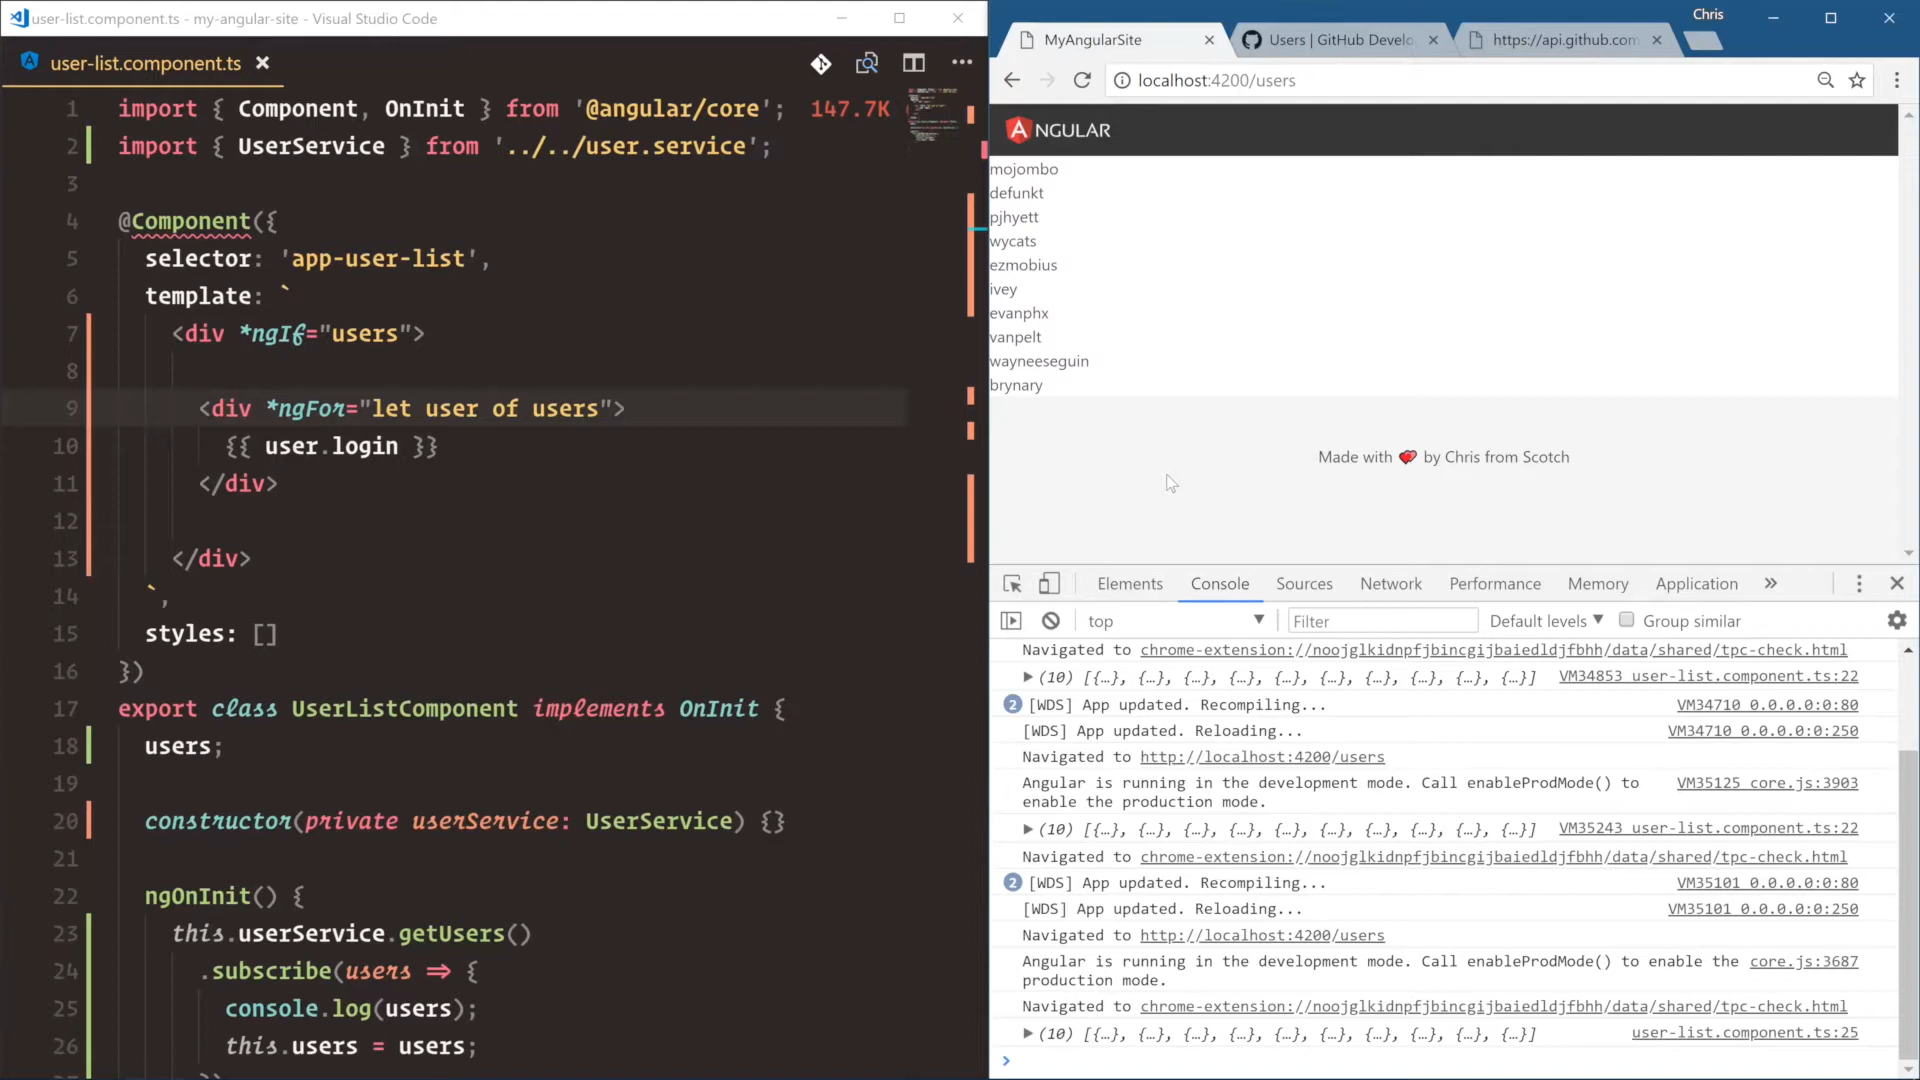 user-list.component.ts - my-angular-site - Visual Studio Code
user-list.component.ts
1 import { Component, OnInit } from '@angular/core'; 147.7K
2 import { UserService } from '../../user.service';
3
4 @Component({
5 selector: 'app-user-list',
6 template: `
7 <div *ngIf="users">
8
9 <div *ngFor="let user of users">
10 {{ user.login }}
11 </div>
12
13 </div>
14 `,
15 styles: []
16 })
17 export class UserListComponent implements OnInit {
18 users;
19
20 constructor(private userService: UserService) {}
21
22 ngOnInit() {
23 this.userService.getUsers()
24 .subscribe(users => {
25 console.log(users);
26 this.users = users;
Chris
MyAngularSite
Users | GitHub Develo
https://api.github.com
localhost:4200/users
ANGULAR
mojombo
defunkt
pjhyett
wycats
ezmobius
ivey
evanphx
vanpelt
wayneeseguin
brynary
Made with ❤ by Chris from Scotch
Elements Console Sources Network Performance Memory Application
top Filter Default levels Group similar
Navigated to chrome-extension://noojglkidnpfjbincgijbaiedldjfbhh/data/shared/tpc-check.html
(10) [{…}, {…}, {…}, {…}, {…}, {…}, {…}, {…}, {…}, {…}] VM34853 user-list.component.ts:22
2 [WDS] App updated. Recompiling... VM34710 0.0.0.0:0:80
[WDS] App updated. Reloading... VM34710 0.0.0.0:0:250
Navigated to http://localhost:4200/users
Angular is running in the development mode. Call enableProdMode() to VM35125 core.js:3903
enable the production mode.
(10) [{…}, {…}, {…}, {…}, {…}, {…}, {…}, {…}, {…}, {…}] VM35243 user-list.component.ts:22
Navigated to chrome-extension://noojglkidnpfjbincgijbaiedldjfbhh/data/shared/tpc-check.html
2 [WDS] App updated. Recompiling... VM35101 0.0.0.0:0:80
[WDS] App updated. Reloading... VM35101 0.0.0.0:0:250
Navigated to http://localhost:4200/users
Angular is running in the development mode. Call enableProdMode() to enable the core.js:3687
production mode.
Navigated to chrome-extension://noojglkidnpfjbincgijbaiedldjfbhh/data/shared/tpc-check.html
(10) [{…}, {…}, {…}, {…}, {…}, {…}, {…}, {…}, {…}, {…}] user-list.component.ts:25